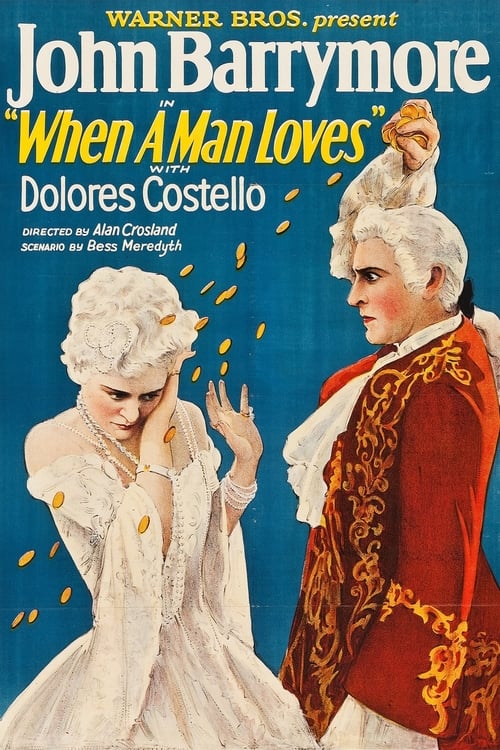 WARNER BROS. present
John Barrymore
IN
"When A Man Loves"
WITH
Dolores Costello
DIRECTED BY Alan Crosland
SCENARIO BY Bess Meredyth